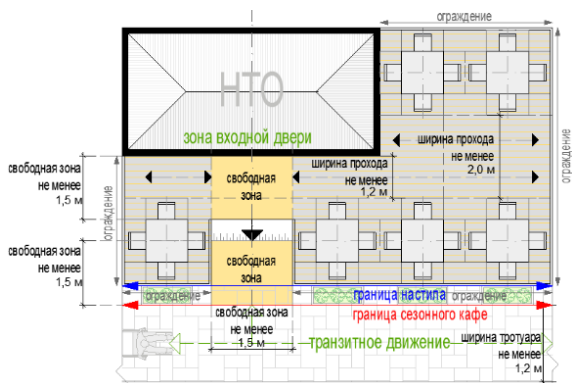 ограждение
НТО
зона входной двери
свободная зона
не менее
1,5 м
ограждение
свободная
зона
ширина прохода
не менее
1,2 м
ширина прохода
не менее
2,0 м
ограждение
свободная зона
не менее
1,5 м
свободная
зона
ограждение
свободная зона
не менее
1,5 м
граница настила
ограждение
граница сезонного кафе
транзитное движение
ширина тротуара
не менее
1,2 м